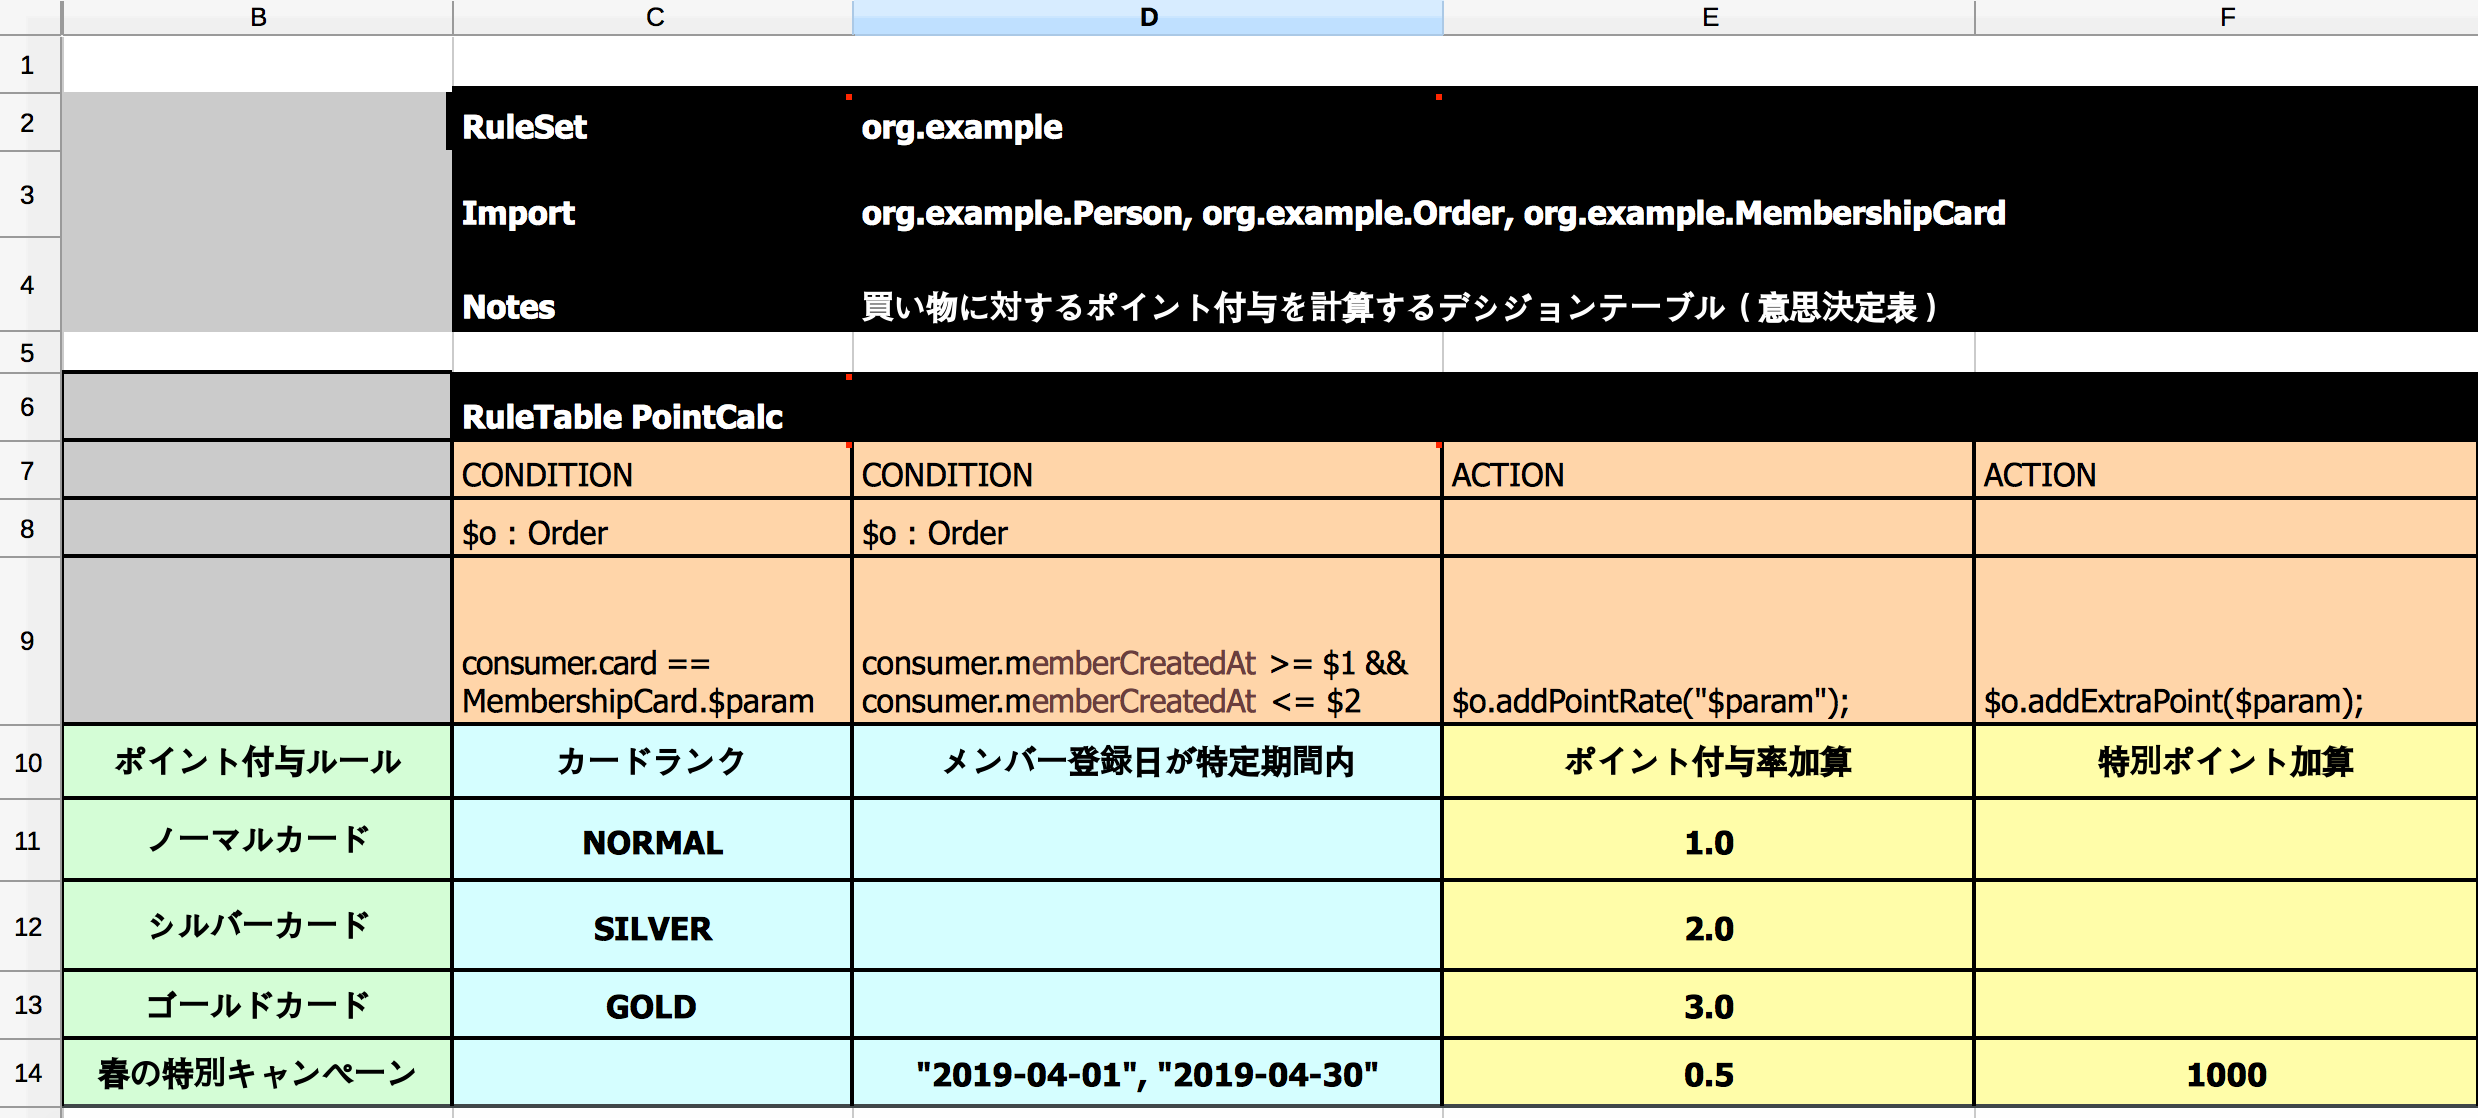 B C D E F
1
2 RuleSet org.example
3 Import org.example.Person, org.example.Order, org.example.MembershipCard
4 Notes 買い物に対するポイント付与を計算するデシジョンテーブル（意思決定表）
5
6 RuleTable PointCalc
7 CONDITION CONDITION ACTION ACTION
8 $o : Order $o : Order
9
consumer.card == consumer.memberCreatedAt >= $1 &&
MembershipCard.$param consumer.memberCreatedAt <= $2 $o.addPointRate("$param"); $o.addExtraPoint($param);
10 ポイント付与ルール カードランク メンバー登録日が特定期間内 ポイント付与率加算 特別ポイント加算
11 ノーマルカード NORMAL 1.0
12 シルバーカード SILVER 2.0
13 ゴールドカード GOLD 3.0
14 春の特別キャンペーン "2019-04-01", "2019-04-30" 0.5 1000